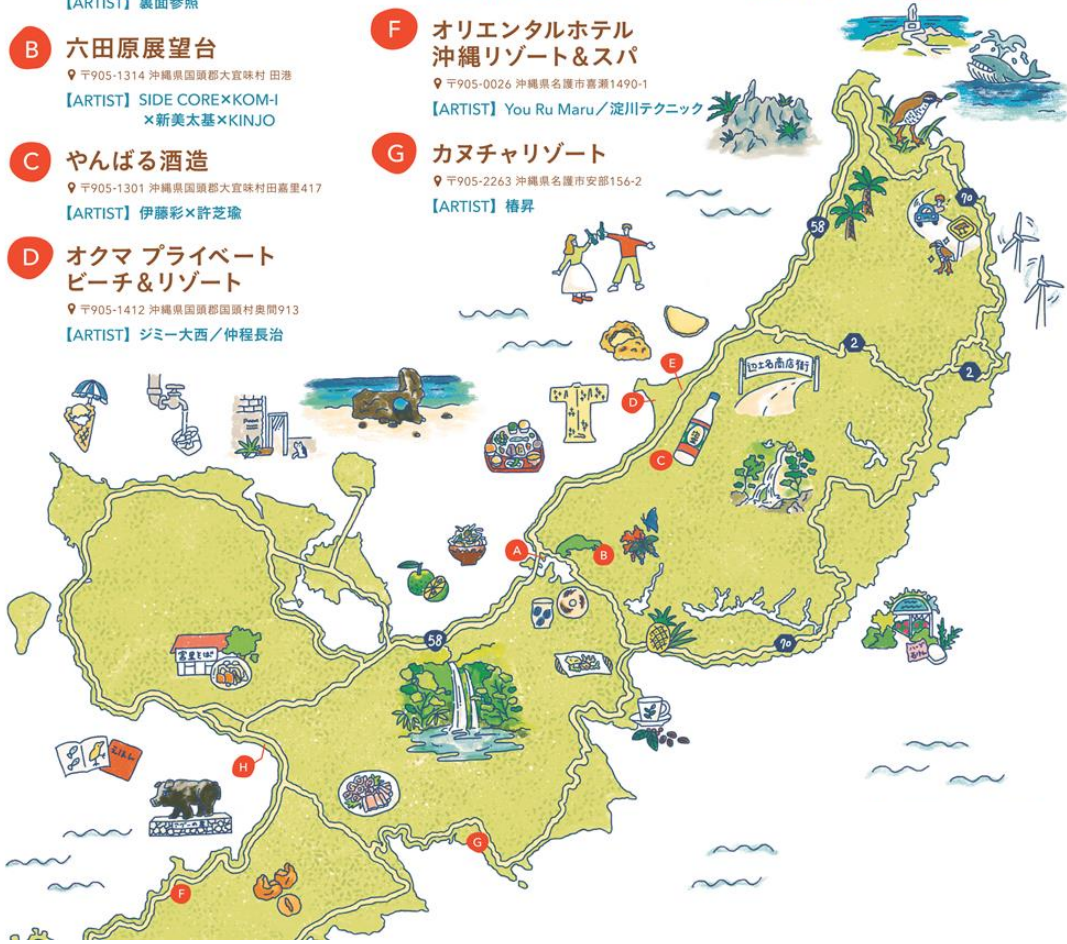 【ARTIST】裏面参照
B 六田原展望台
〒905-1314 沖縄県国頭郡大宜味村 田港
【ARTIST】SIDE CORE×KOM-I
×新美太基×KINJO
C やんばる酒造
〒905-1301 沖縄県国頭郡大宜味村田嘉里417
【ARTIST】伊藤彩×許芝瑜
D オクマ プライベート
ビーチ&リゾート
〒905-1412 沖縄県国頭郡国頭村奥間913
【ARTIST】ジミー大西／仲程長治
F オリエンタルホテル
沖縄リゾート&スパ
〒905-0026 沖縄県名護市喜瀬1490-1
【ARTIST】You Ru Maru／淀川テクニック
G カヌチャリゾート
〒905-2263 沖縄県名護市安部156-2
【ARTIST】椿昇
70
58
2
2
辺土名商店街
E
D
C
A
B
58
70
宮里そば
えほん
H
G
F